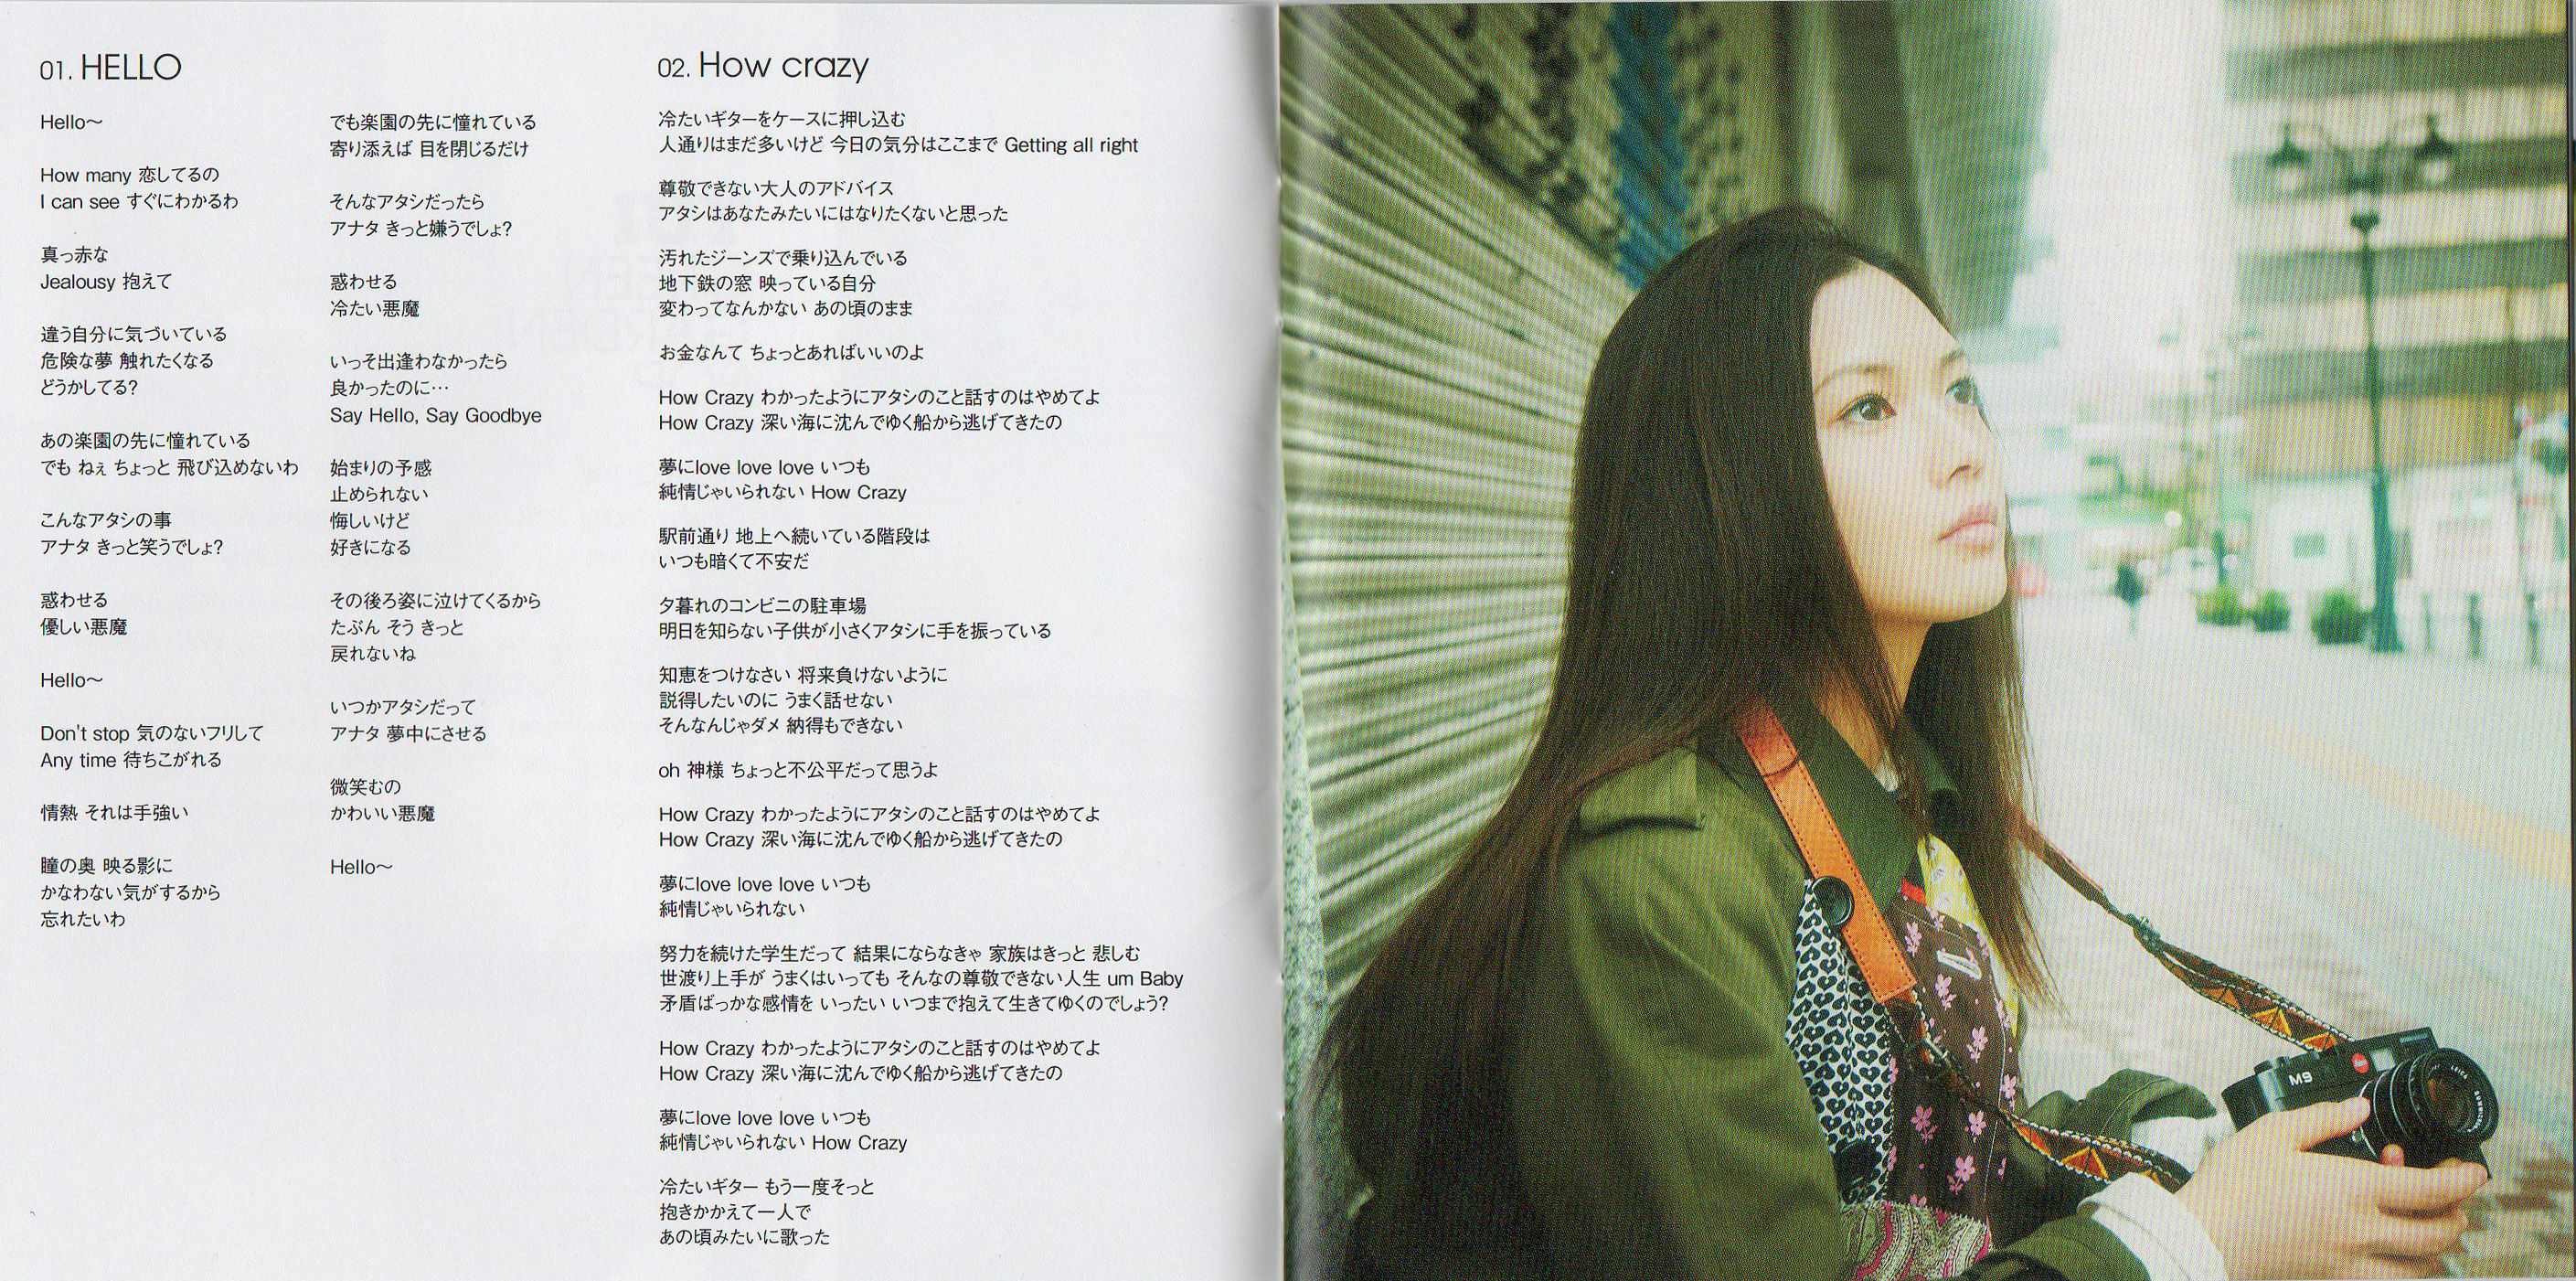 01. HELLO
Hello～
How many 恋してるの
I can see すぐにわかるわ
真っ赤な
Jealousy 抱えて
違う自分に気づいている
危険な夢 触れたくなる
どうかしてる?
あの楽園の先に憧れている
でも ねぇ ちょっと 飛び込めないわ
こんなアタシの事
アナタ きっと笑うでしょ?
惑わせる
優しい悪魔
Hello～
Don't stop 気のないフリして
Any time 待ちこがれる
情熱 それは手強い
瞳の奥 映る影に
かなわない気がするから
忘れたいわ
でも楽園の先に憧れている
寄り添えば 目を閉じるだけ
そんなアタシだったら
アナタ きっと嫌うでしょ?
惑わせる
冷たい悪魔
いっそ出逢わなかったら
良かったのに…
Say Hello, Say Goodbye
始まりの予感
止められない
悔しいけど
好きになる
その後ろ姿に泣けてくるから
たぶん そう きっと
戻れないね
いつかアタシだって
アナタ 夢中にさせる
微笑むの
かわいい悪魔
Hello～
02. How crazy
冷たいギターをケースに押し込む
人通りはまだ多いけど 今日の気分はここまで Getting all right
尊敬できない大人のアドバイス
アタシはあなたみたいにはなりたくないと思った
汚れたジーンズで乗り込んでいる
地下鉄の窓 映っている自分
変わってなんかない あの頃のまま
お金なんて ちょっとあればいいのよ
How Crazy わかったようにアタシのこと話すのはやめてよ
How Crazy 深い海に沈んでゆく船から逃げてきたの
夢にlove love love いつも
純情じゃいられない How Crazy
駅前通り 地上へ続いている階段は
いつも暗くて不安だ
夕暮れのコンビニの駐車場
明日を知らない子供が小さくアタシに手を振っている
知恵をつけなさい 将来負けないように
説得したいのに うまく話せない
そんなんじゃダメ 納得もできない
oh 神様 ちょっと不公平だって思うよ
How Crazy わかったようにアタシのこと話すのはやめてよ
How Crazy 深い海に沈んでゆく船から逃げてきたの
夢にlove love love いつも
純情じゃいられない
努力を続けた学生だって 結果にならなきゃ 家族はきっと 悲しむ
世渡り上手が うまくはいっても そんなの尊敬できない人生 um Baby
矛盾ばっかな感情を いったい いつまで抱えて生きてゆくのでしょう?
How Crazy わかったようにアタシのこと話すのはやめてよ
How Crazy 深い海に沈んでゆく船から逃げてきたの
夢にlove love love いつも
純情じゃいられない How Crazy
冷たいギター もう一度そっと
抱きかかえて一人で
あの頃みたいに歌った
M9